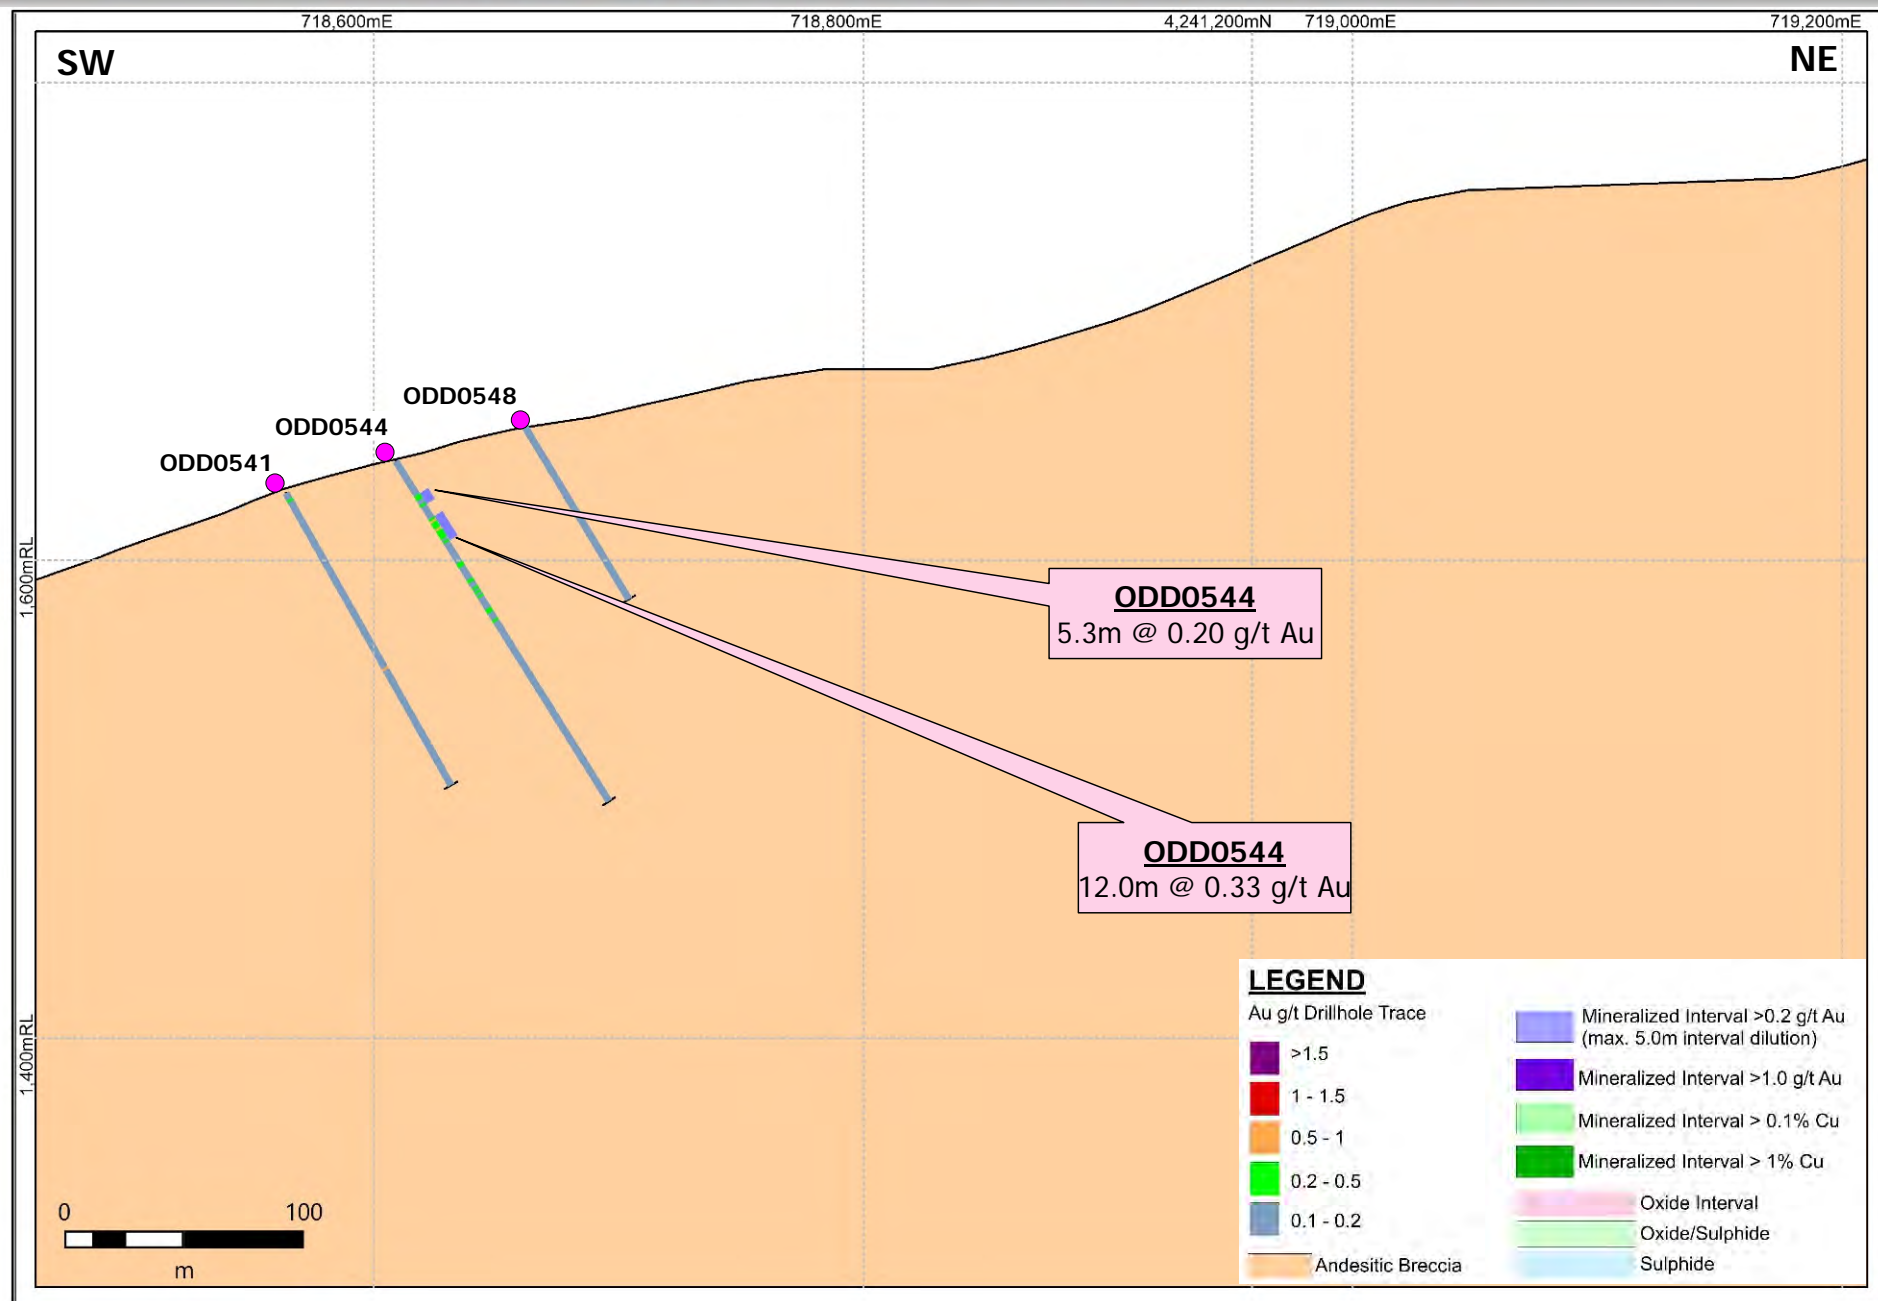 718,600mE
718,800mE
4,241,200mN
719,000mE
719,200mE
SW
NE
ODD0548
ODD0544
ODD0541
1,600mRL
ODD0544
5.3m @ 0.20 g/t Au
ODD0544
12.0m @ 0.33 g/t Au
1,400mRL
LEGEND
Au g/t Drillhole Trace
>1.5
1 - 1.5
0.5 - 1
0.2 - 0.5
0.1 - 0.2
Andesitic Breccia
Mineralized Interval >0.2 g/t Au
(max. 5.0m interval dilution)
Mineralized Interval >1.0 g/t Au
Mineralized Interval > 0.1% Cu
Mineralized Interval > 1% Cu
Oxide Interval
Oxide/Sulphide
Sulphide
0
100
m